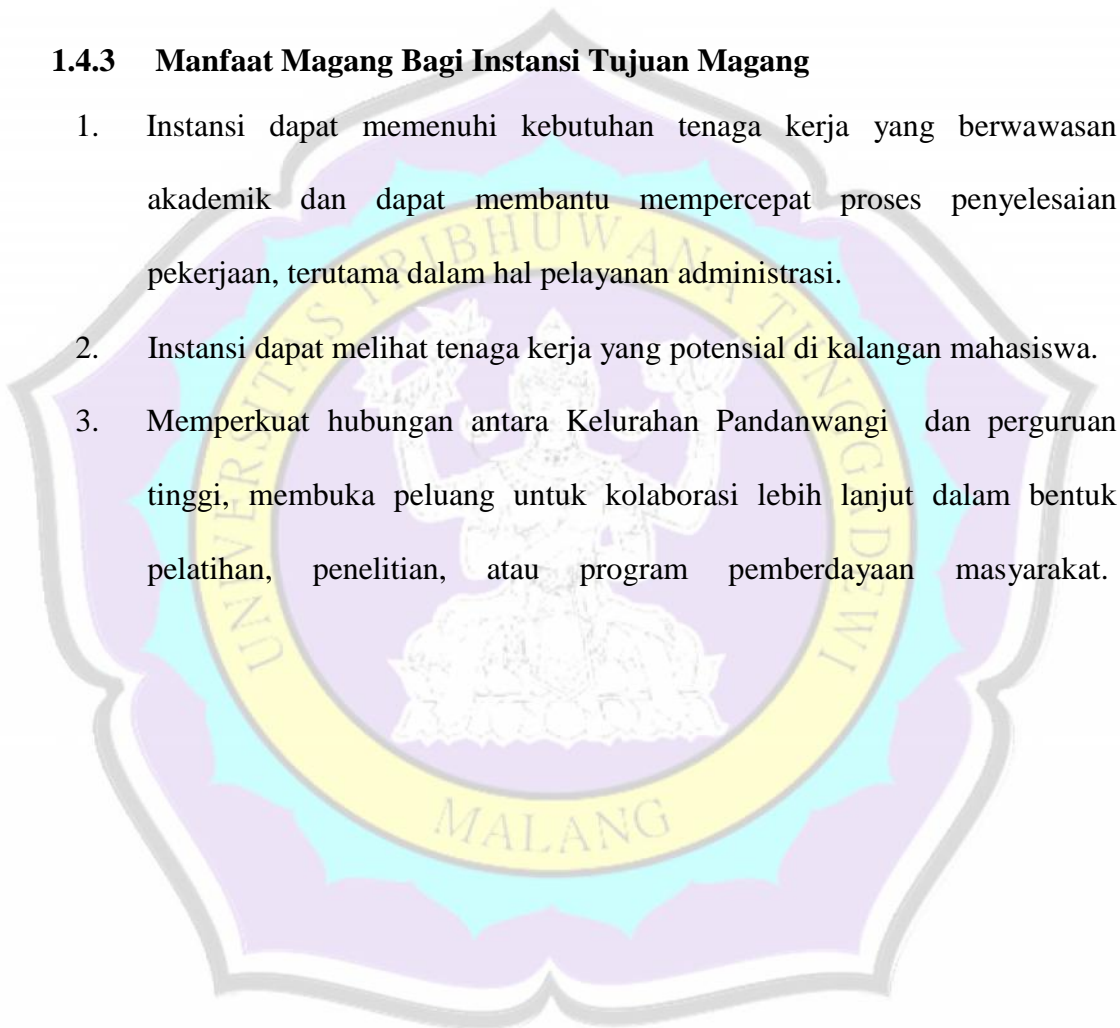 1.4.3 Manfaat Magang Bagi Instansi Tujuan Magang
1. Instansi dapat memenuhi kebutuhan tenaga kerja yang berwawasan
akademik dan dapat membantu mempercepat proses penyelesaian
pekerjaan, terutama dalam hal pelayanan administrasi.
2. Instansi dapat melihat tenaga kerja yang potensial di kalangan mahasiswa.
3. Memperkuat hubungan antara Kelurahan Pandanwangi dan perguruan
tinggi, membuka peluang untuk kolaborasi lebih lanjut dalam bentuk
pelatihan, penelitian, atau program pemberdayaan masyarakat.
UNIVERSITAS TRIBHUWANA TUNGGADEWI
MALANG